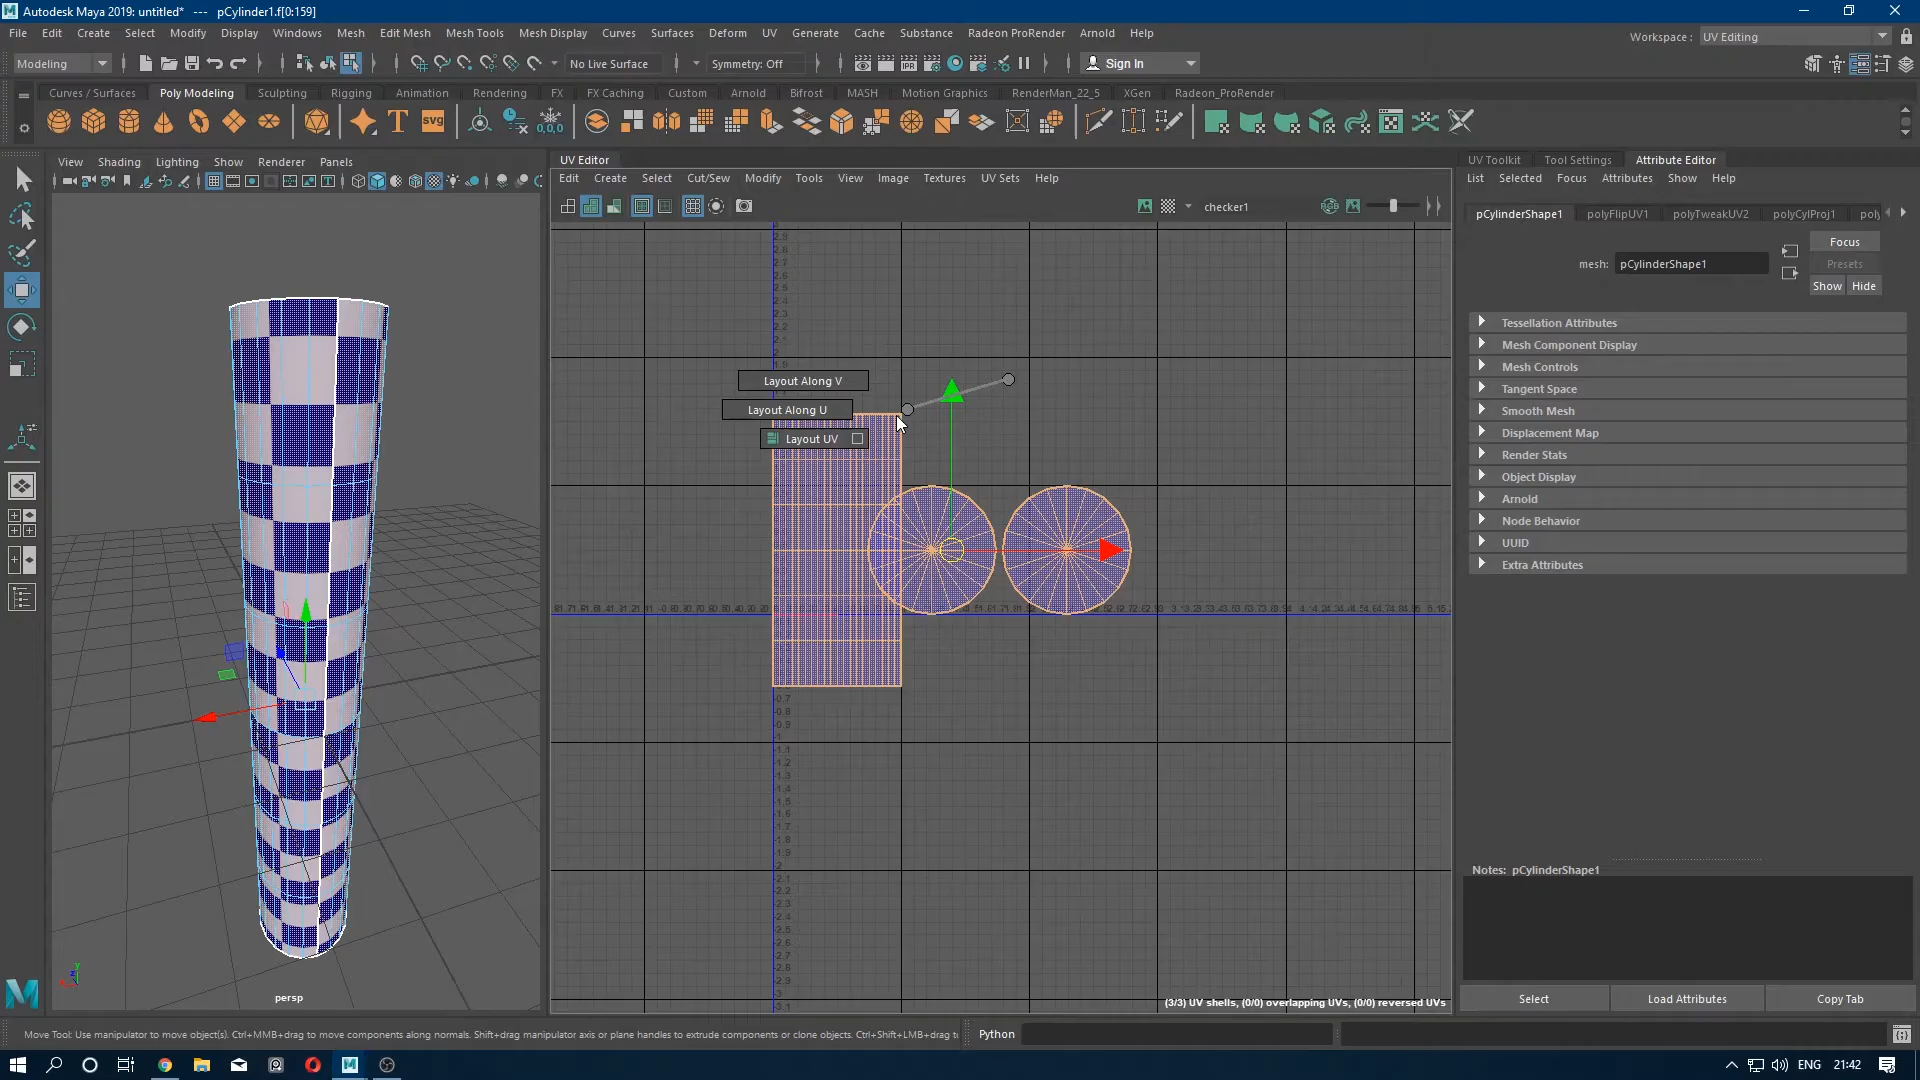 Autodesk Maya 2019: untitled* --- pCylinder1.f[0:159]
File Edit Create Select Modify Display Windows Mesh Edit Mesh Mesh Tools Mesh Display Curves Surfaces Deform UV Generate Cache Substance Radeon ProRender Arnold Help
Workspace : UV Editing
Modeling No Live Surface Symmetry: Off Sign In
Curves / Surfaces Poly Modeling Sculpting Rigging Animation Rendering FX FX Caching Custom Arnold Bifrost MASH Motion Graphics RenderMan_22_5 XGen Radeon_ProRender
T svg 0,0,0
View Shading Lighting Show Renderer Panels
UV Editor
Edit Create Select Cut/Sew Modify Tools View Image Textures UV Sets Help
checker1
UV Toolkit Tool Settings Attribute Editor
List Selected Focus Attributes Show Help
pCylinderShape1 polyFlipUV1 polyTweakUV2 polyCylProj1 poly
mesh: pCylinderShape1
Focus
Presets
Show Hide
Tessellation Attributes
Mesh Component Display
Mesh Controls
Tangent Space
Smooth Mesh
Displacement Map
Render Stats
Object Display
Arnold
Node Behavior
UUID
Extra Attributes
Layout Along V
Layout Along U
Layout UV
persp
(3/3) UV shells, (0/0) overlapping UVs, (0/0) reversed UVs
Notes: pCylinderShape1
Select Load Attributes Copy Tab
Move Tool: Use manipulator to move object(s). Ctrl+MMB+drag to move components along normals. Shift+drag manipulator axis or plane handles to extrude components or clone objects. Ctrl+Shift+LMB+drag to
Python
ENG 21:42